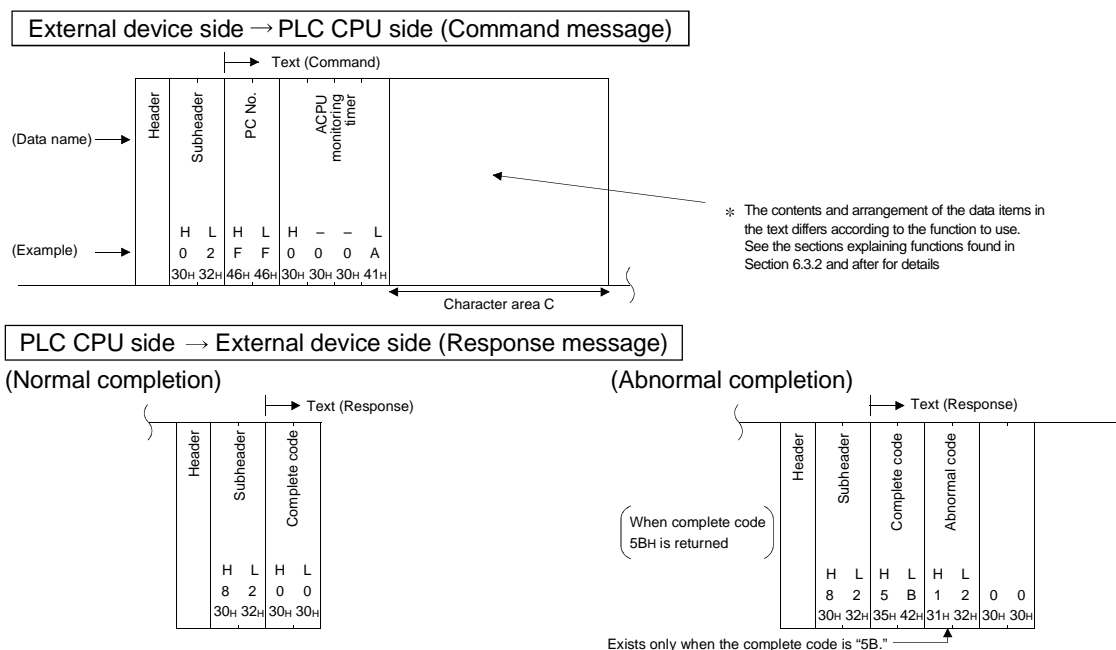 External device side → PLC CPU side (Command message)
Text (Command)
(Data name)
Header
Subheader
PC No.
ACPU
monitoring
timer
H L H L H – – L
(Example)
0 2 F F 0 0 0 A
30H 32H 46H 46H 30H 30H 30H 41H
Character area C
* The contents and arrangement of the data items in
the text differs according to the function to use.
See the sections explaining functions found in
Section 6.3.2 and after for details
PLC CPU side → External device side (Response message)
(Normal completion)
Text (Response)
Header
Subheader
Complete code
H L H L
8 2 0 0
30H 32H 30H 30H
(Abnormal completion)
Text (Response)
Header
Subheader
Complete code
Abnormal code
When complete code
5BH is returned
H L H L H L
8 2 5 B 1 2 0 0
30H 32H 35H 42H 31H 32H 30H 30H
Exists only when the complete code is “5B.”